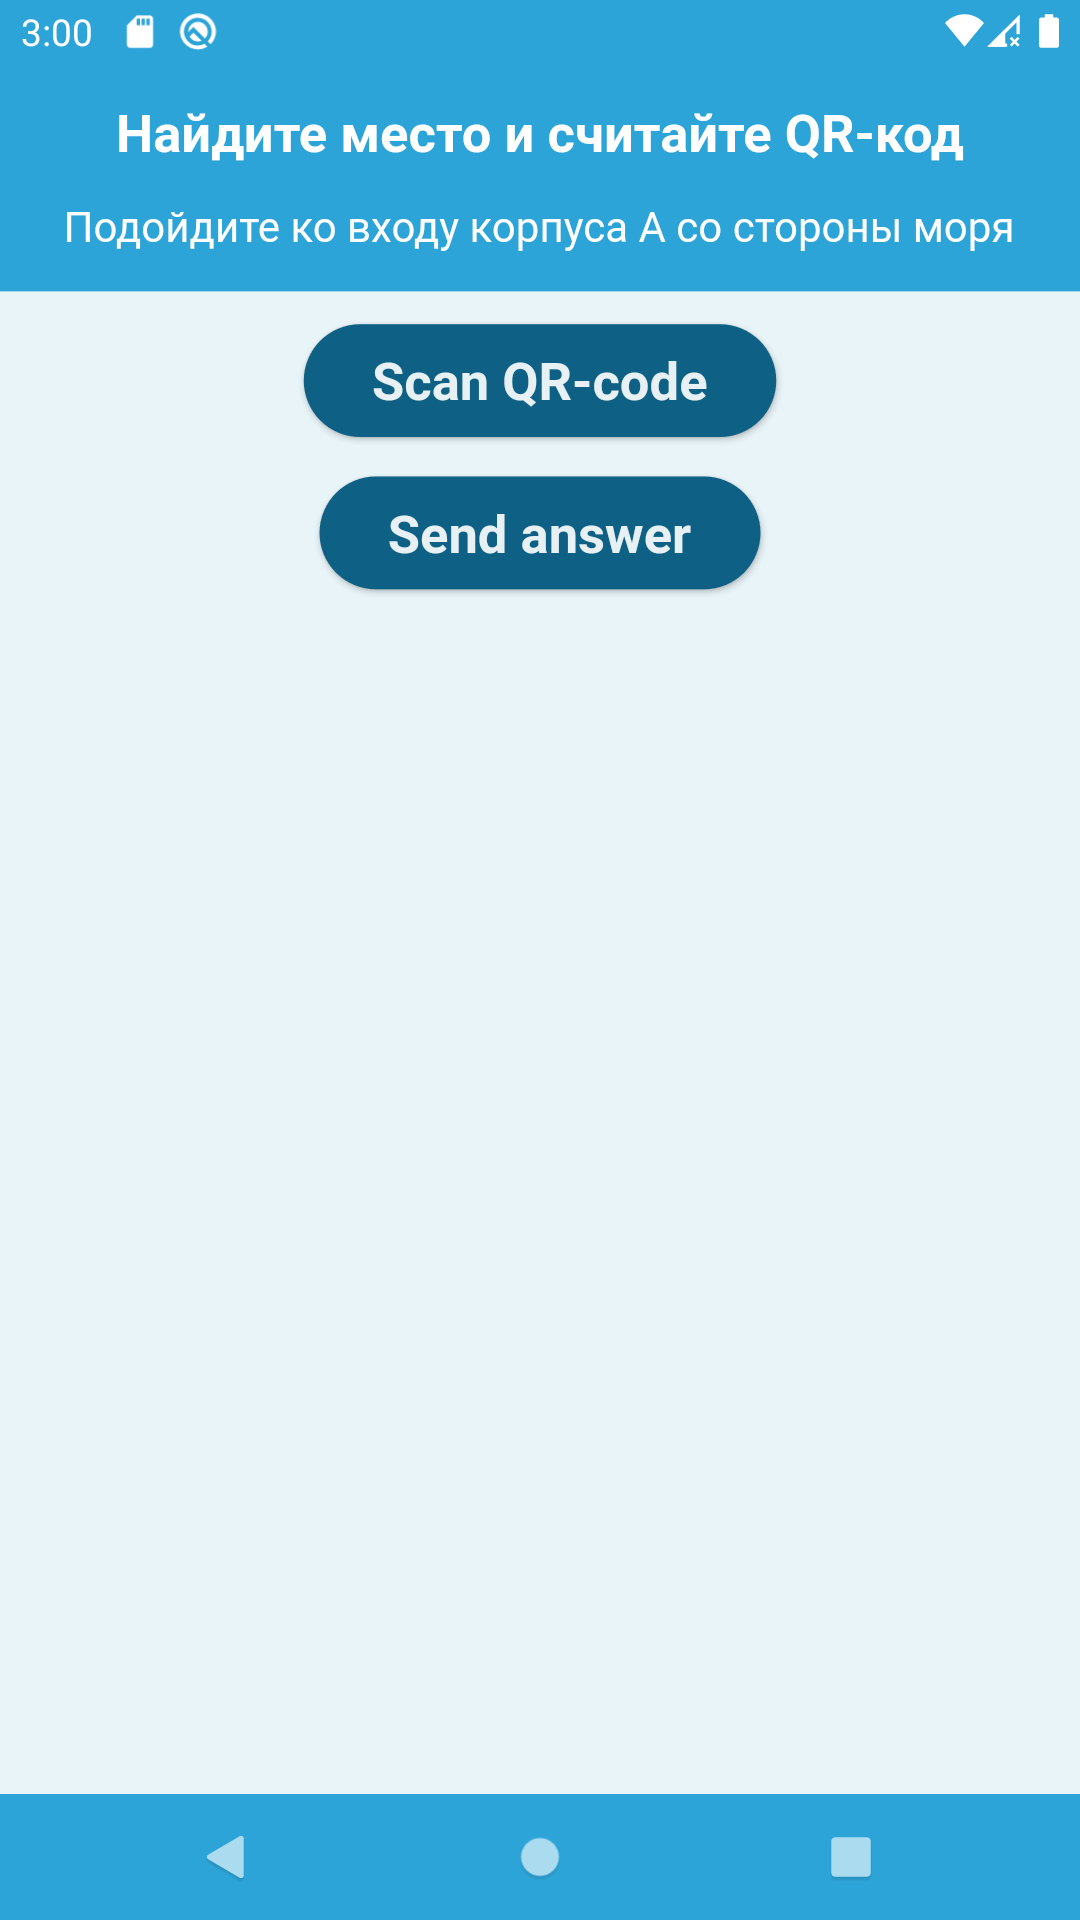 3:00
Найдите место и считайте QR-код
Подойдите ко входу корпуса А со стороны моря
Scan QR-code
Send answer